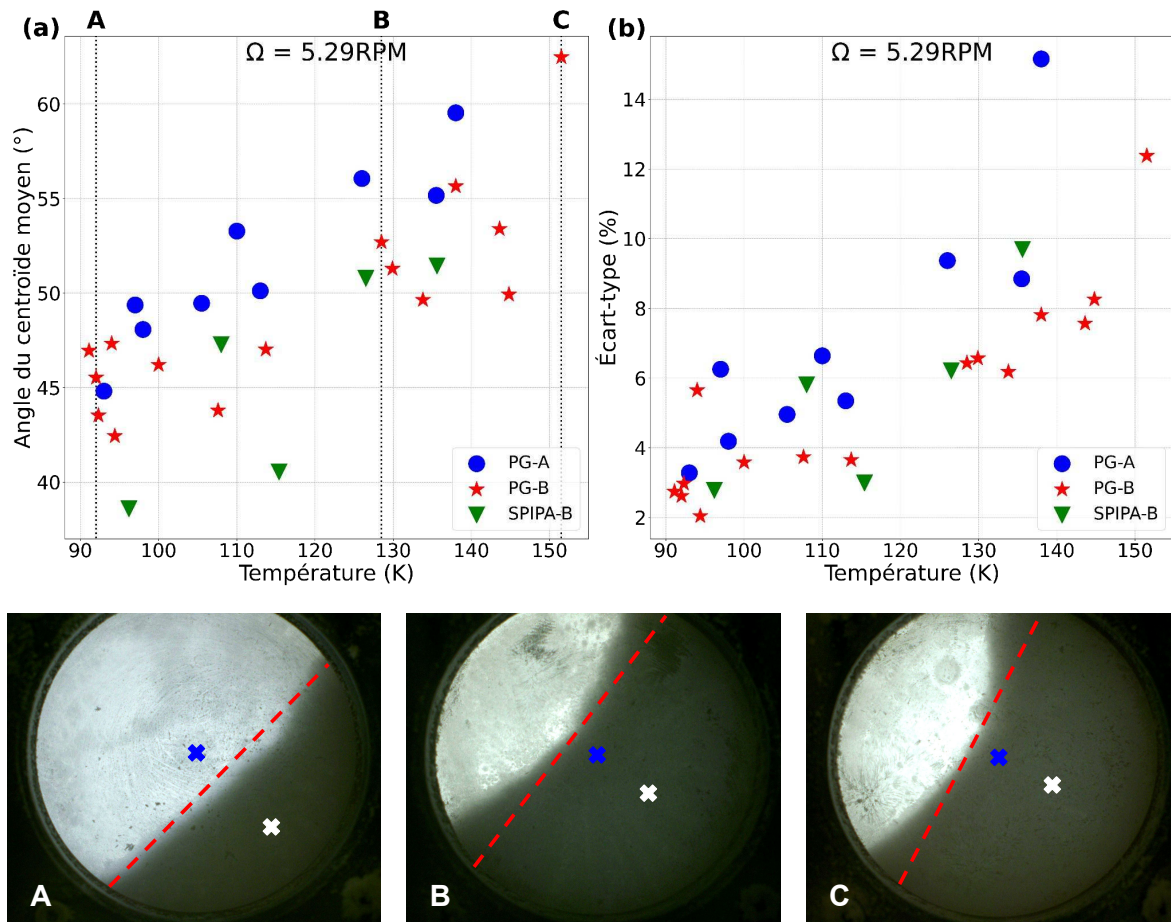 A B C
(a) (b)
Ω = 5.29RPM Ω = 5.29RPM
Angle du centroïde moyen (°)
60
55
50
45
40
PG-A
PG-B
SPIPA-B
90 100 110 120 130 140 150
Température (K)
Écart-type (%)
14
12
10
8
6
4
2
PG-A
PG-B
SPIPA-B
90 100 110 120 130 140 150
Température (K)
A B C